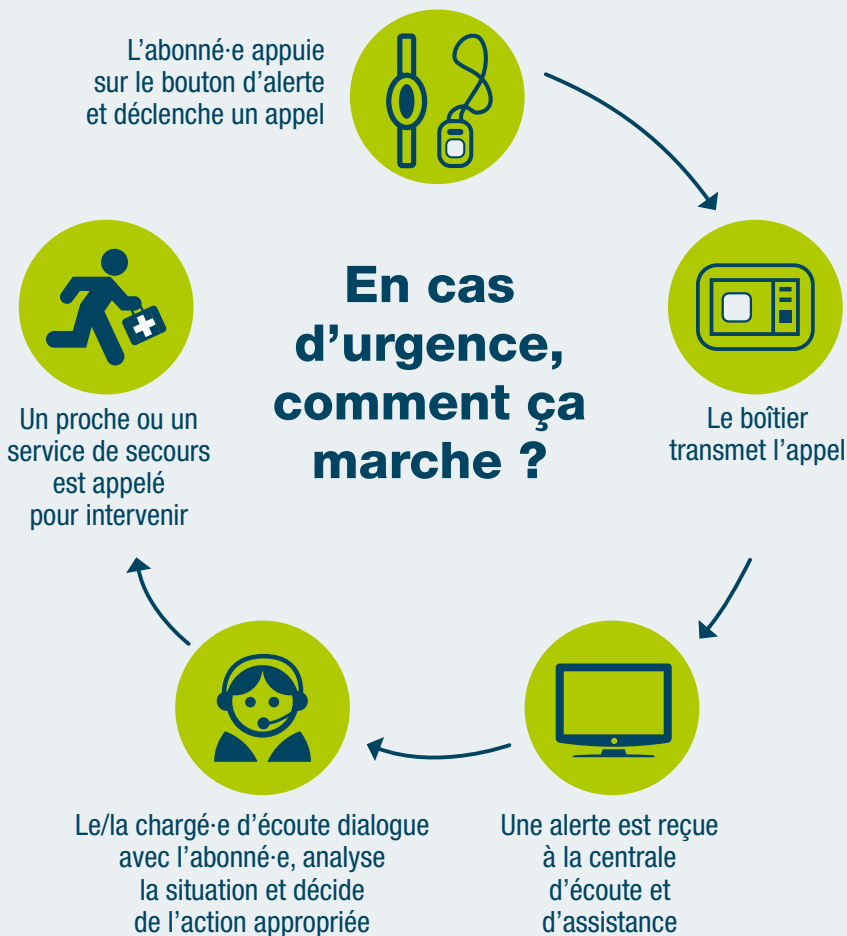 L’abonné·e appuie
sur le bouton d’alerte
et déclenche un appel
En cas
d’urgence,
comment ça
marche ?
Le boîtier
transmet l’appel
Une alerte est reçue
à la centrale
d’écoute et
d’assistance
Le/la chargé·e d’écoute dialogue
avec l’abonné·e, analyse
la situation et décide
de l’action appropriée
Un proche ou un
service de secours
est appelé
pour intervenir